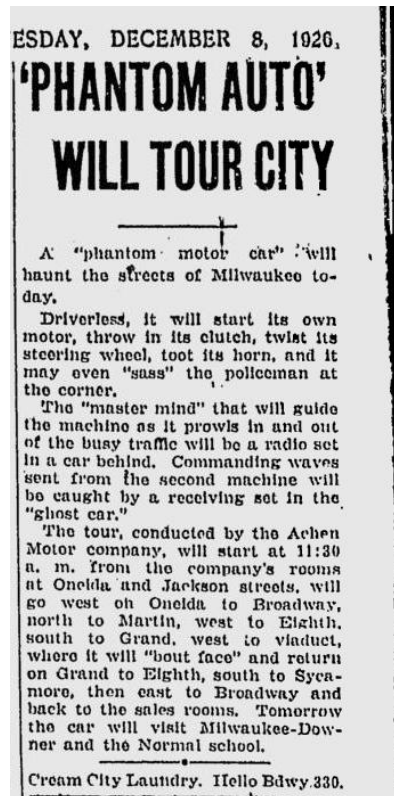 ESDAY, DECEMBER 8, 1926.
'PHANTOM AUTO'
WILL TOUR CITY
A "phantom motor car" will
haunt the streets of Milwaukee to-
day.
Driverless, it will start its own
motor, throw in its clutch, twist its
steering wheel, toot its horn, and it
may even "sass" the policeman at
the corner.
The "master mind" that will guide
the machine as it prowls in and out
of the busy traffic will be a radio set
in a car behind. Commanding waves
sent from the second machine will
be caught by a receiving set in the
"ghost car."
The tour, conducted by the Achen
Motor company, will start at 11:30
a. m. from the company's rooms
at Oneida and Jackson streets, will
go west on Oneida to Broadway,
north to Martin, west to Eighth,
south to Grand, west to viaduct,
where it will "bout face" and return
on Grand to Eighth, south to Syca-
more, then east to Broadway and
back to the sales rooms. Tomorrow
the car will visit Milwaukee-Dow-
ner and the Normal school.
Cream City Laundry. Hello Bdwy.330.